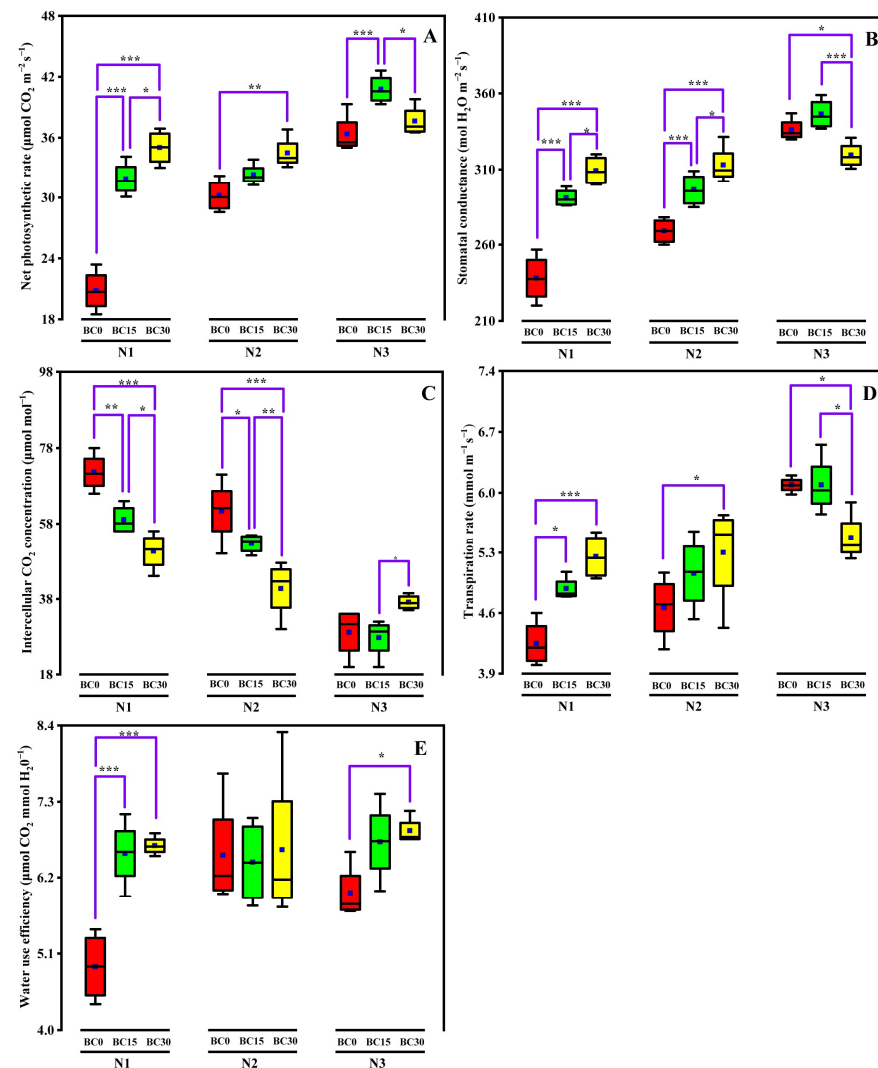 A
Net photosynthetic rate (μmol CO₂ m⁻² s⁻¹)
48
42
36
30
24
18
*** *** *
**
*** *
BC0 BC15 BC30 BC0 BC15 BC30 BC0 BC15 BC30
N1 N2 N3
B
Stomatal conductance (mol H₂O m⁻² s⁻¹)
410
360
310
260
210
*** *** *
*** *** *
* ***
BC0 BC15 BC30 BC0 BC15 BC30 BC0 BC15 BC30
N1 N2 N3
C
Intercellular CO₂ concentration (μmol mol⁻¹)
98
78
58
38
18
*** ** *
*** * **
*
BC0 BC15 BC30 BC0 BC15 BC30 BC0 BC15 BC30
N1 N2 N3
D
Transpiration rate (mmol m⁻¹ s⁻¹)
7.4
6.7
6.0
5.3
4.6
3.9
*** *
*
* *
BC0 BC15 BC30 BC0 BC15 BC30 BC0 BC15 BC30
N1 N2 N3
E
Water use efficiency (μmol CO₂ mmol H₂0⁻¹)
8.4
7.3
6.2
5.1
4.0
*** ***
*
BC0 BC15 BC30 BC0 BC15 BC30 BC0 BC15 BC30
N1 N2 N3